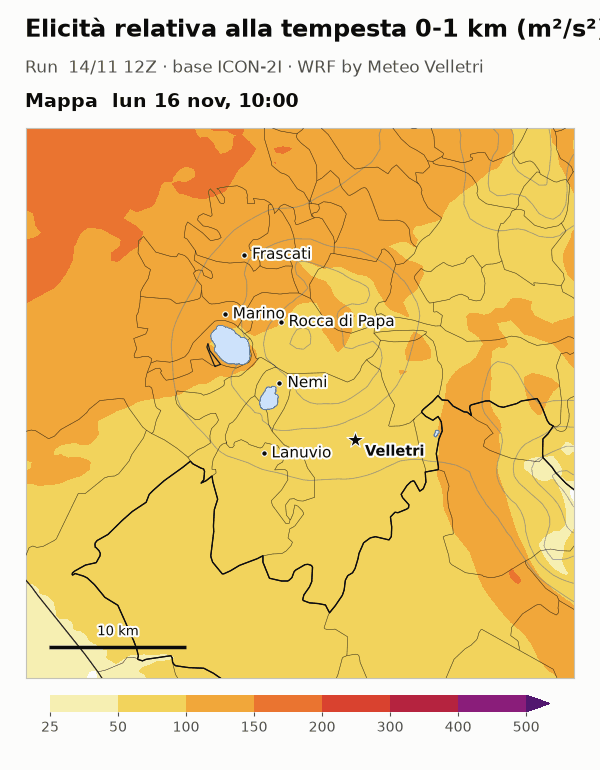 Elicità relativa alla tempesta 0-1 km (m²/s²)
Run  14/11 12Z · base ICON-2I · WRF by Meteo Velletri
Mappa  lun 16 nov, 10:00
Frascati
Marino
Rocca di Papa
Nemi
Velletri
Lanuvio
10 km
25 50 100 150 200 300 400 500